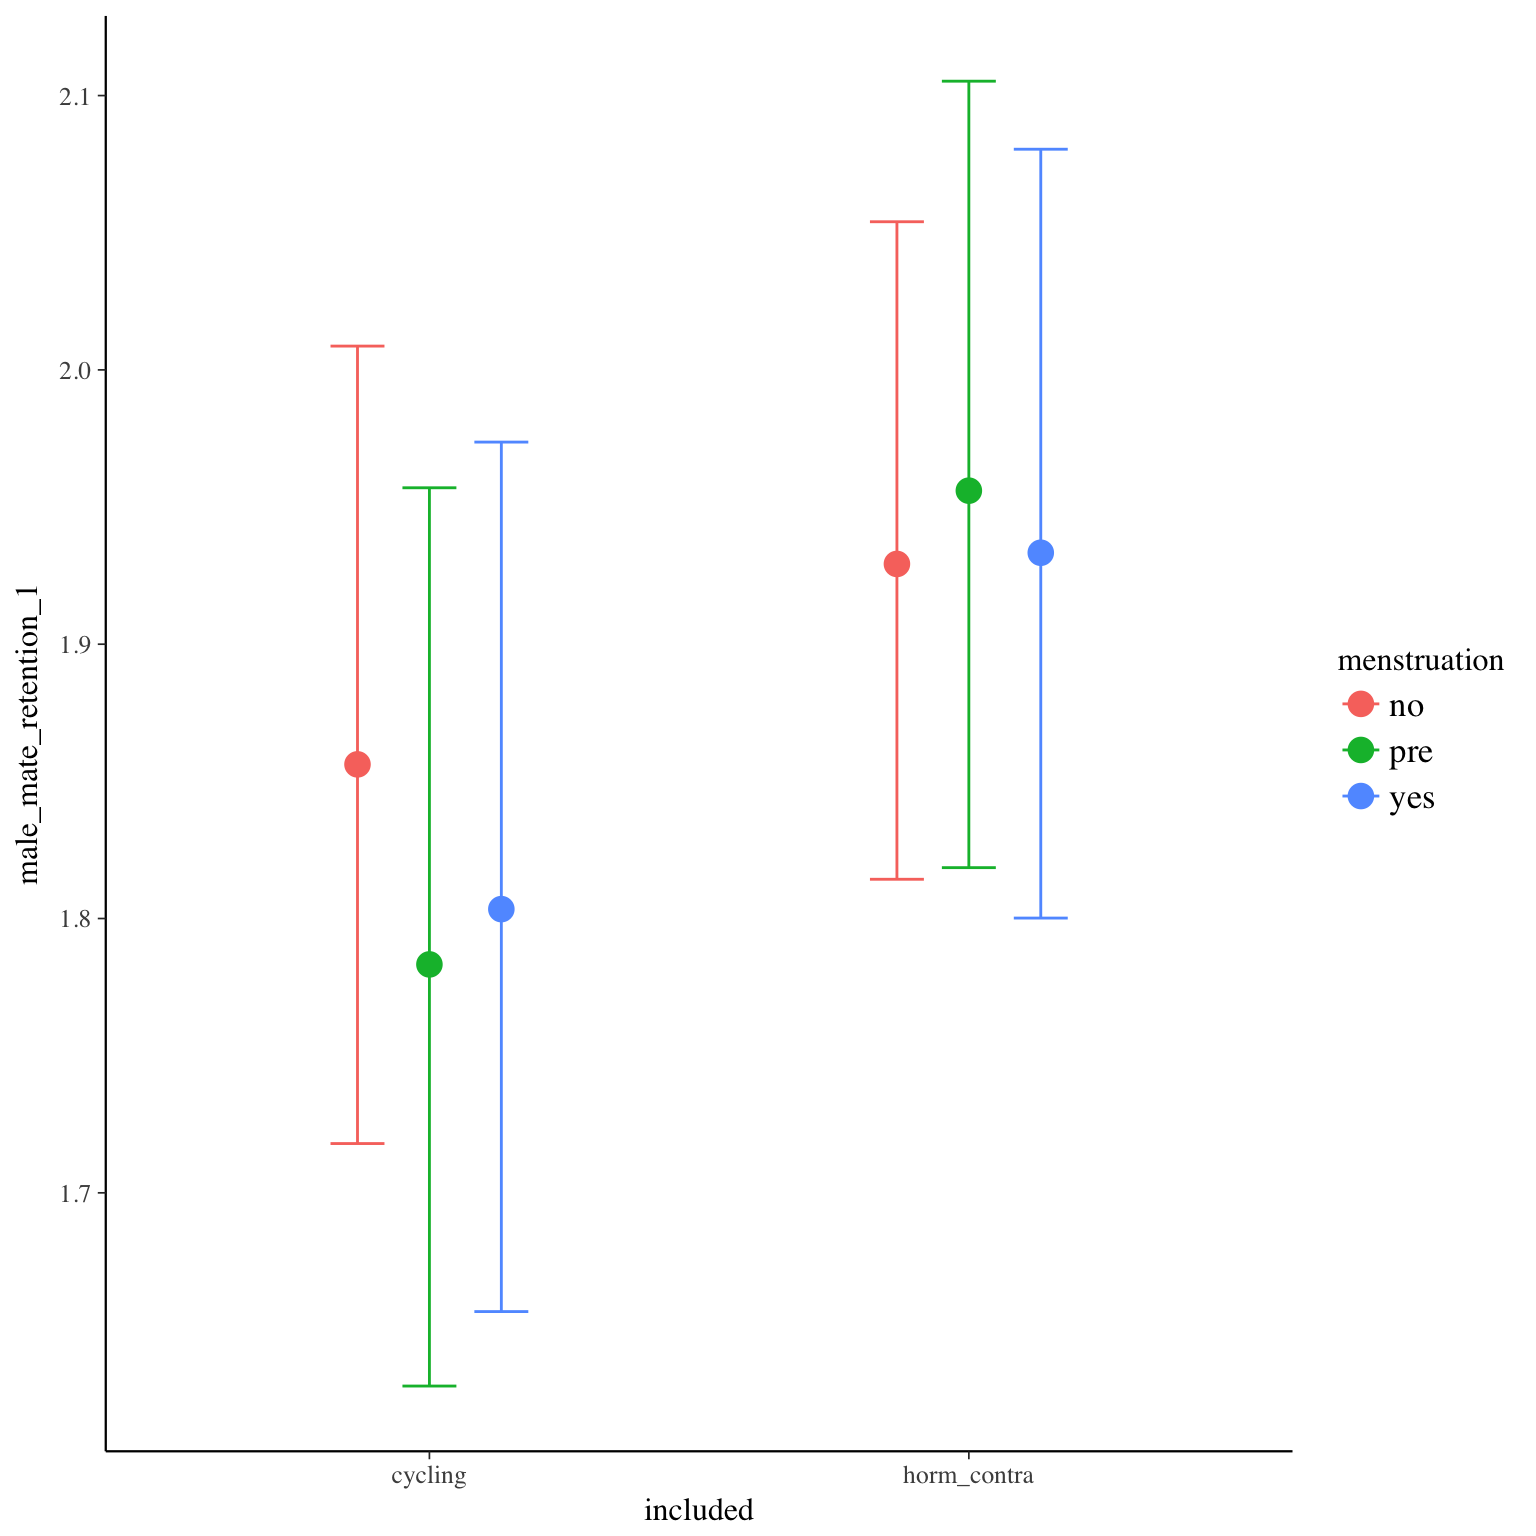 2.1
2.0
1.9
1.8
1.7
male_mate_retention_1
cycling
horm_contra
included
menstruation
no
pre
yes